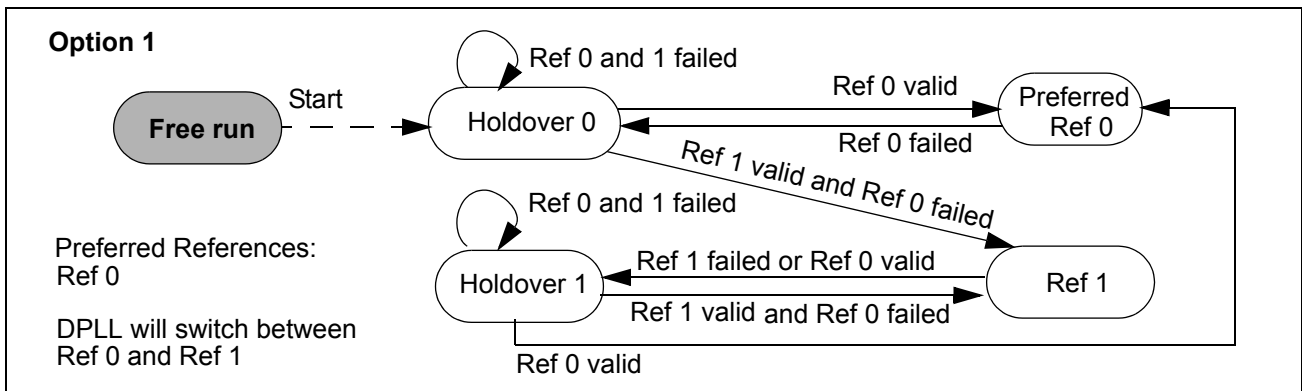 Option 1
Ref 0 and 1 failed
Start
Free run
Holdover 0
Ref 0 valid
Preferred
Ref 0
Ref 0 failed
Ref 1 valid and Ref 0 failed
Ref 0 and 1 failed
Preferred References:
Ref 0
Holdover 1
Ref 1 failed or Ref 0 valid
Ref 1
Ref 1 valid and Ref 0 failed
DPLL will switch between
Ref 0 and Ref 1
Ref 0 valid